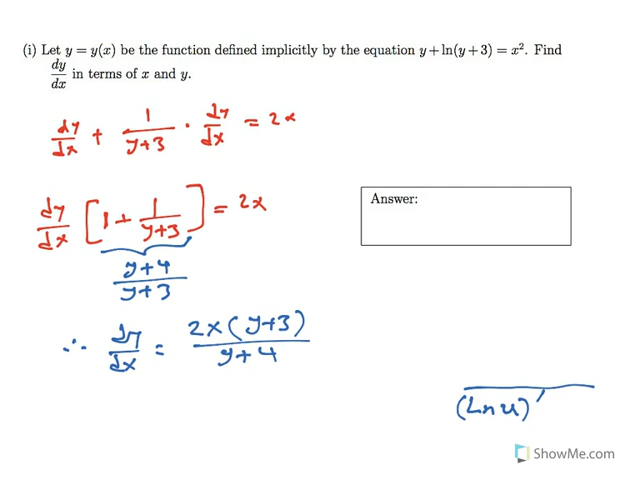 (i) Let y = y(x) be the function defined implicitly by the equation y + ln(y + 3) = x². Find
dy/dx in terms of x and y.
dy/dx + 1/(y+3) · dy/dx = 2x
dy/dx [1 + 1/(y+3)] = 2x
Answer:
(y+4)/(y+3)
∴ dy/dx = 2x(y+3)/(y+4)
(Ln u)′
ShowMe.com